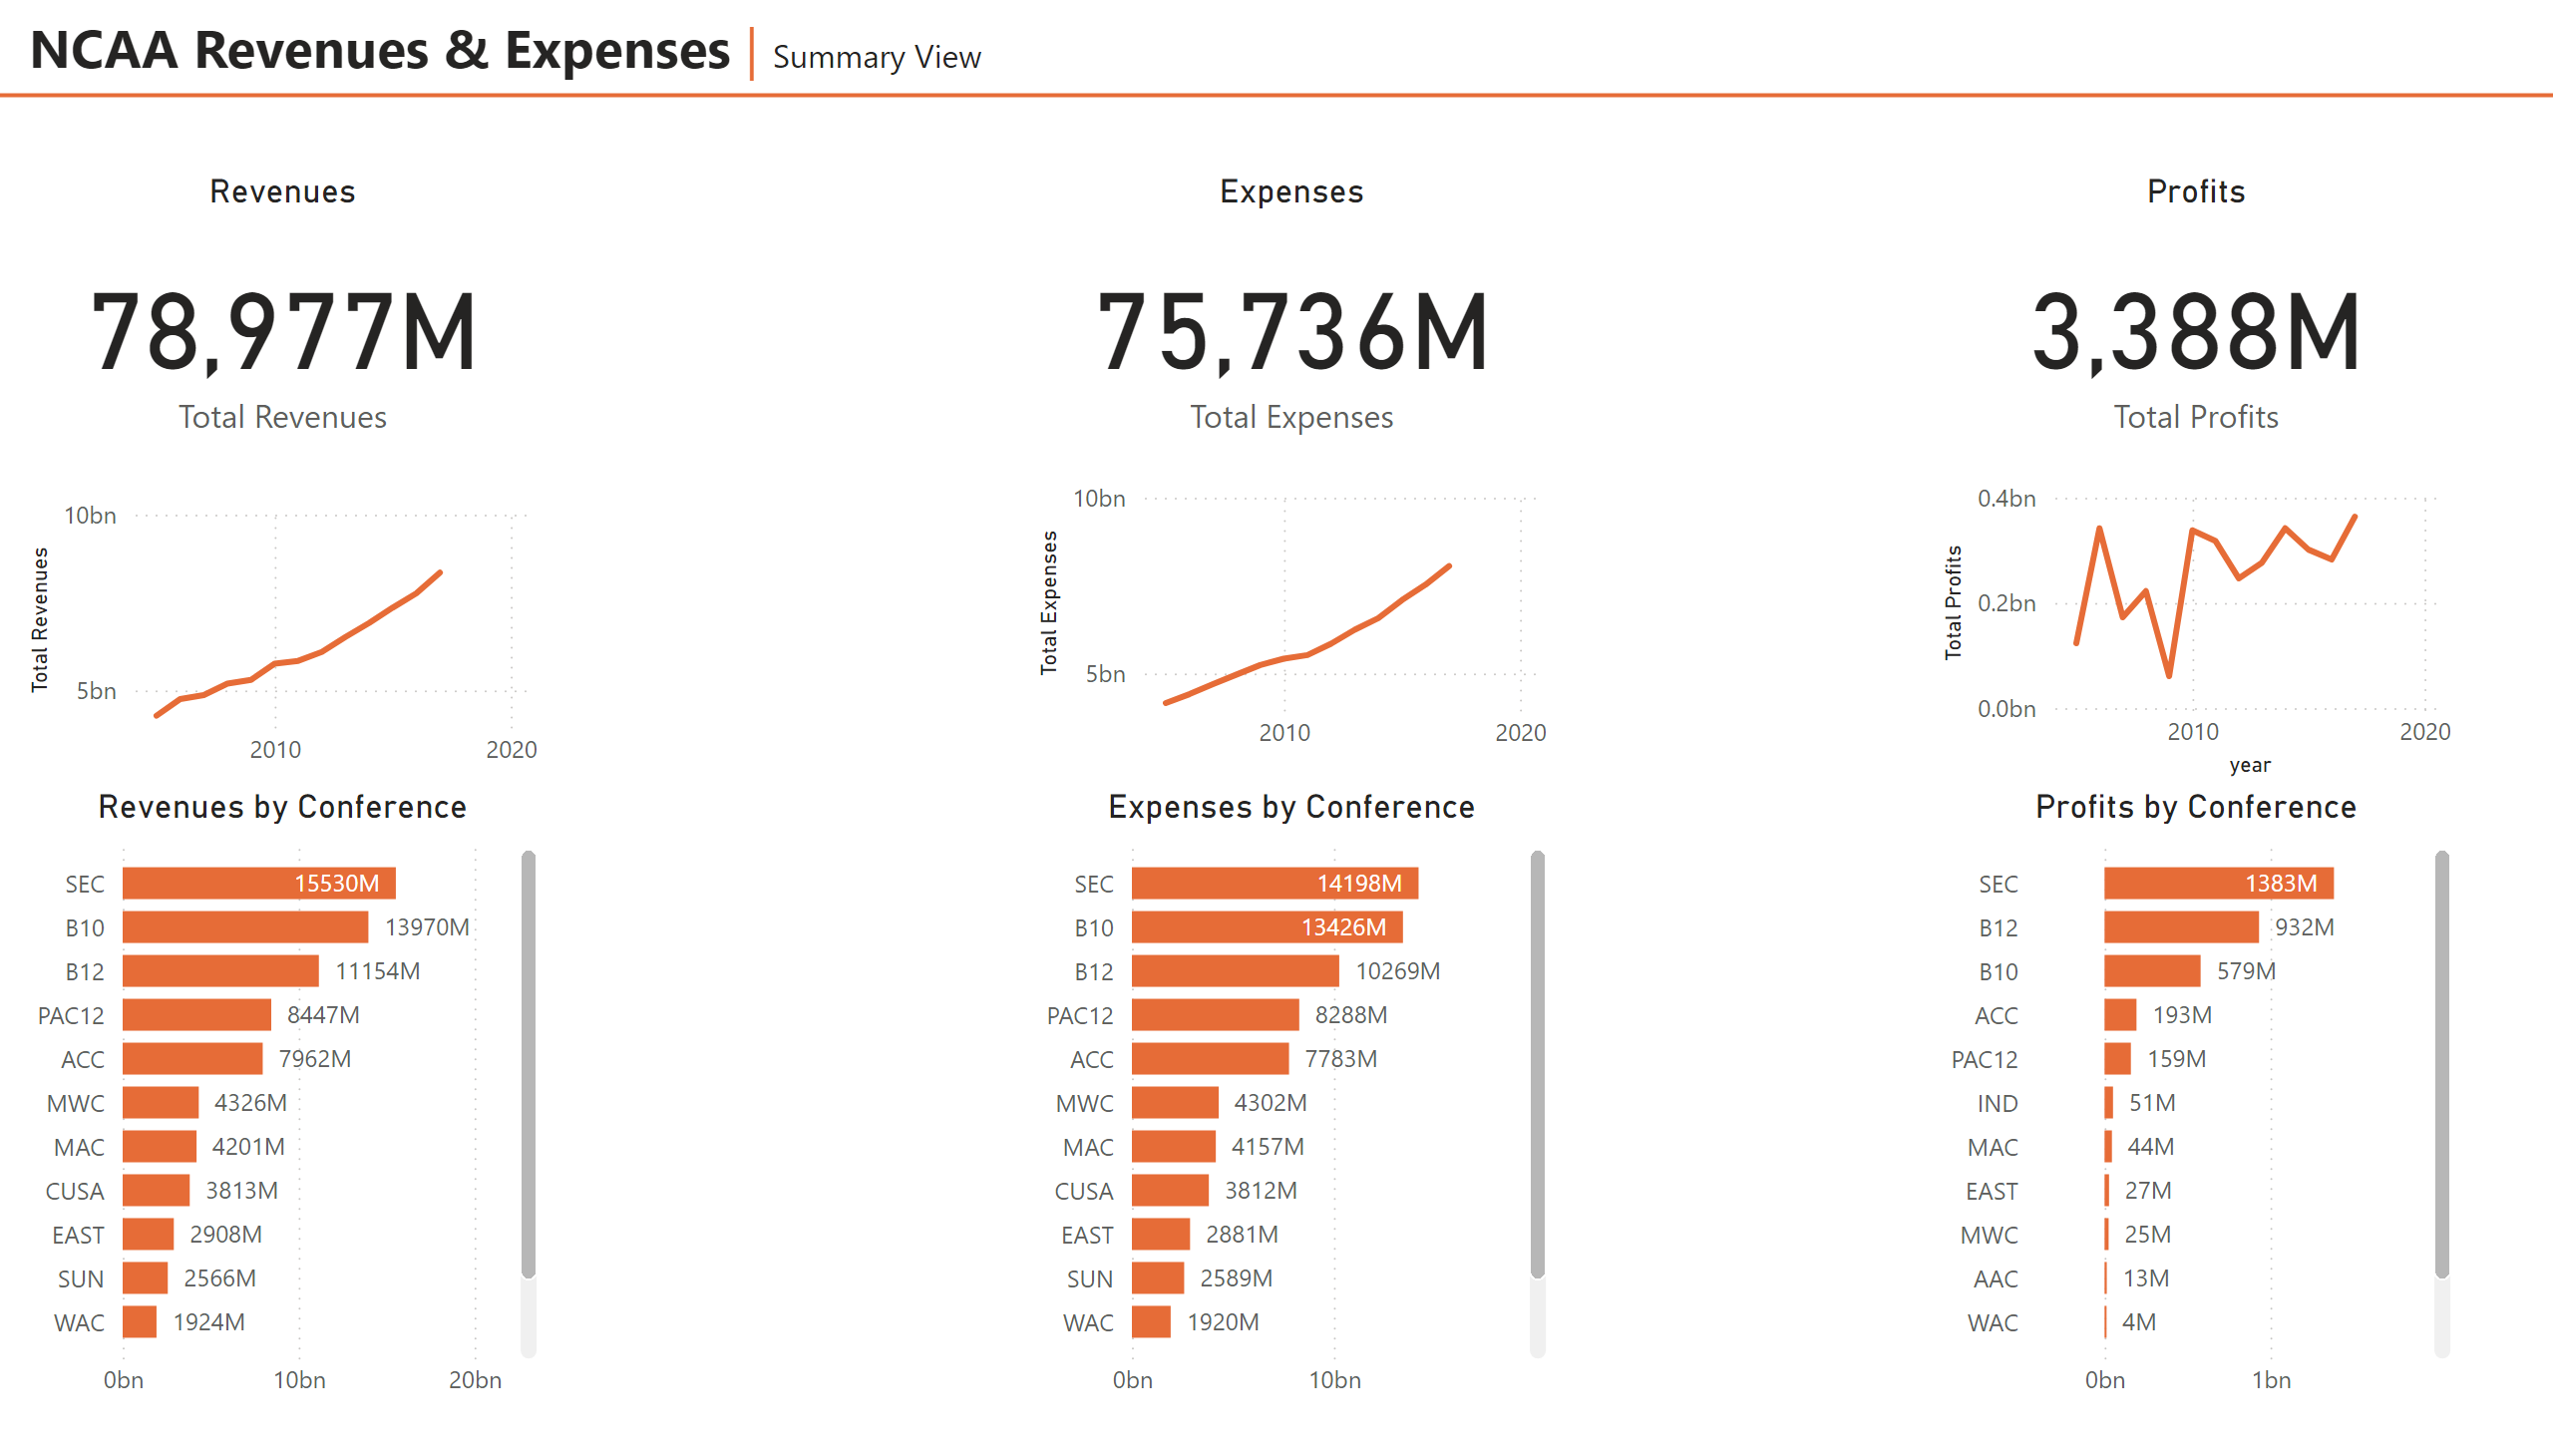 NCAA Revenues & Expenses
Summary View
Revenues
78,977M
Total Revenues
Total Revenues
10bn
5bn
2010 2020
Revenues by Conference
SEC 15530M
B10 13970M
B12 11154M
PAC12 8447M
ACC 7962M
MWC 4326M
MAC 4201M
CUSA 3813M
EAST 2908M
SUN 2566M
WAC 1924M
0bn 10bn 20bn
Expenses
75,736M
Total Expenses
Total Expenses
10bn
5bn
2010 2020
Expenses by Conference
SEC 14198M
B10 13426M
B12 10269M
PAC12 8288M
ACC 7783M
MWC 4302M
MAC 4157M
CUSA 3812M
EAST 2881M
SUN 2589M
WAC 1920M
0bn 10bn
Profits
3,388M
Total Profits
Total Profits
0.4bn
0.2bn
0.0bn
2010 2020
year
Profits by Conference
SEC 1383M
B12 932M
B10 579M
ACC 193M
PAC12 159M
IND 51M
MAC 44M
EAST 27M
MWC 25M
AAC 13M
WAC 4M
0bn 1bn